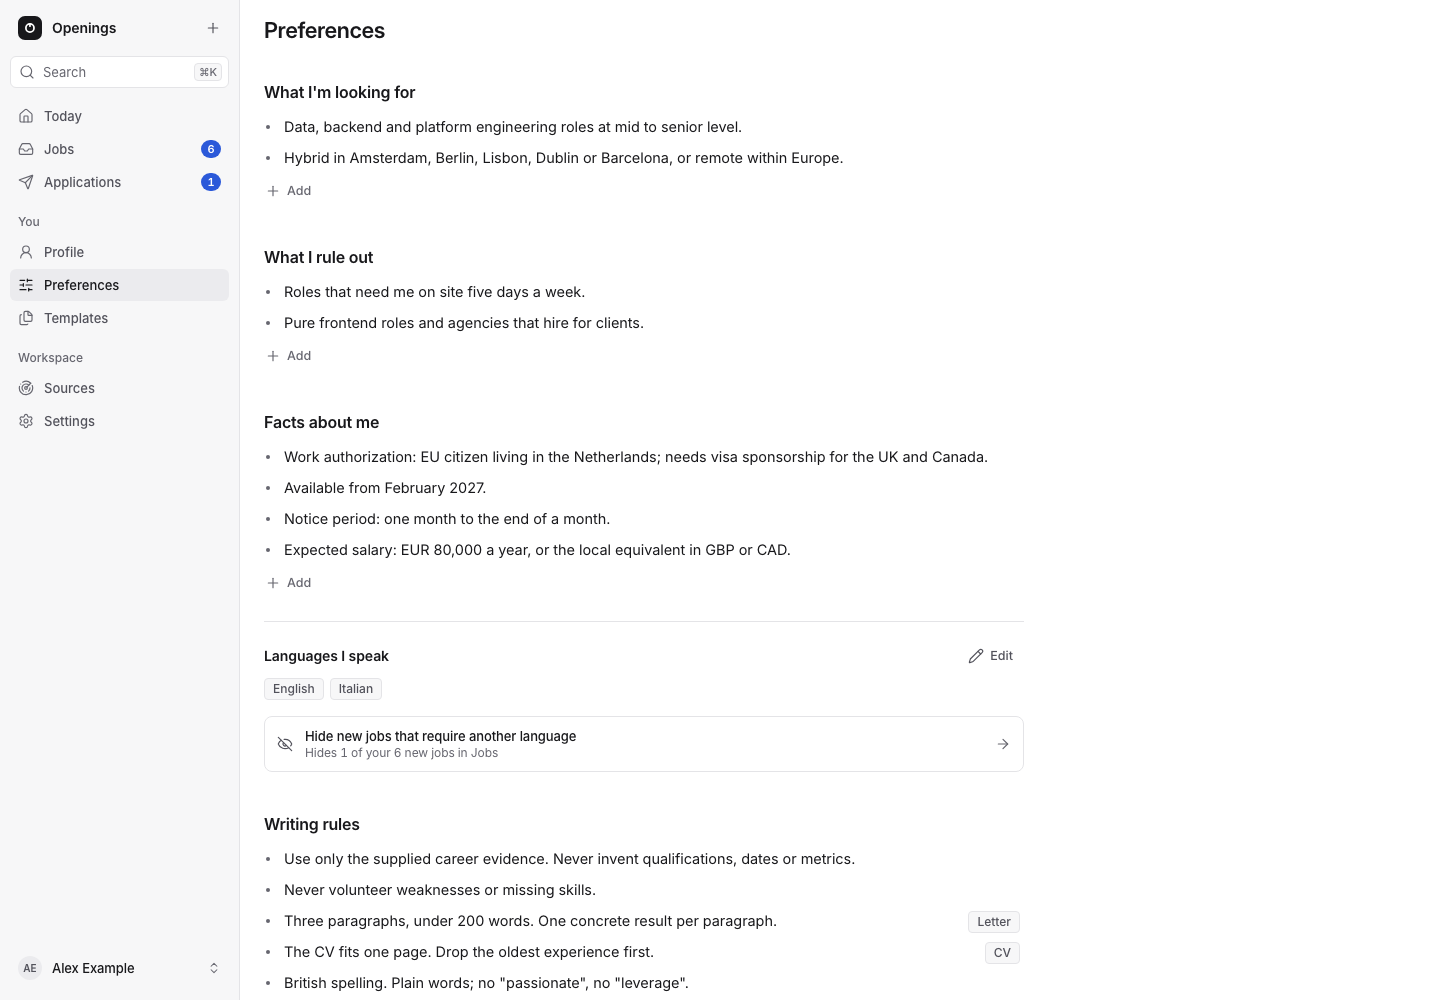 Openings
Search
⌘K
Today
Jobs
6
Applications
1
You
Profile
Preferences
Templates
Workspace
Sources
Settings
AE
Alex Example
Preferences
What I'm looking for
Data, backend and platform engineering roles at mid to senior level.
Hybrid in Amsterdam, Berlin, Lisbon, Dublin or Barcelona, or remote within Europe.
Add
What I rule out
Roles that need me on site five days a week.
Pure frontend roles and agencies that hire for clients.
Add
Facts about me
Work authorization: EU citizen living in the Netherlands; needs visa sponsorship for the UK and Canada.
Available from February 2027.
Notice period: one month to the end of a month.
Expected salary: EUR 80,000 a year, or the local equivalent in GBP or CAD.
Add
Languages I speak
Edit
English
Italian
Hide new jobs that require another language
Hides 1 of your 6 new jobs in Jobs
Writing rules
Use only the supplied career evidence. Never invent qualifications, dates or metrics.
Never volunteer weaknesses or missing skills.
Three paragraphs, under 200 words. One concrete result per paragraph.
Letter
The CV fits one page. Drop the oldest experience first.
CV
British spelling. Plain words; no "passionate", no "leverage".